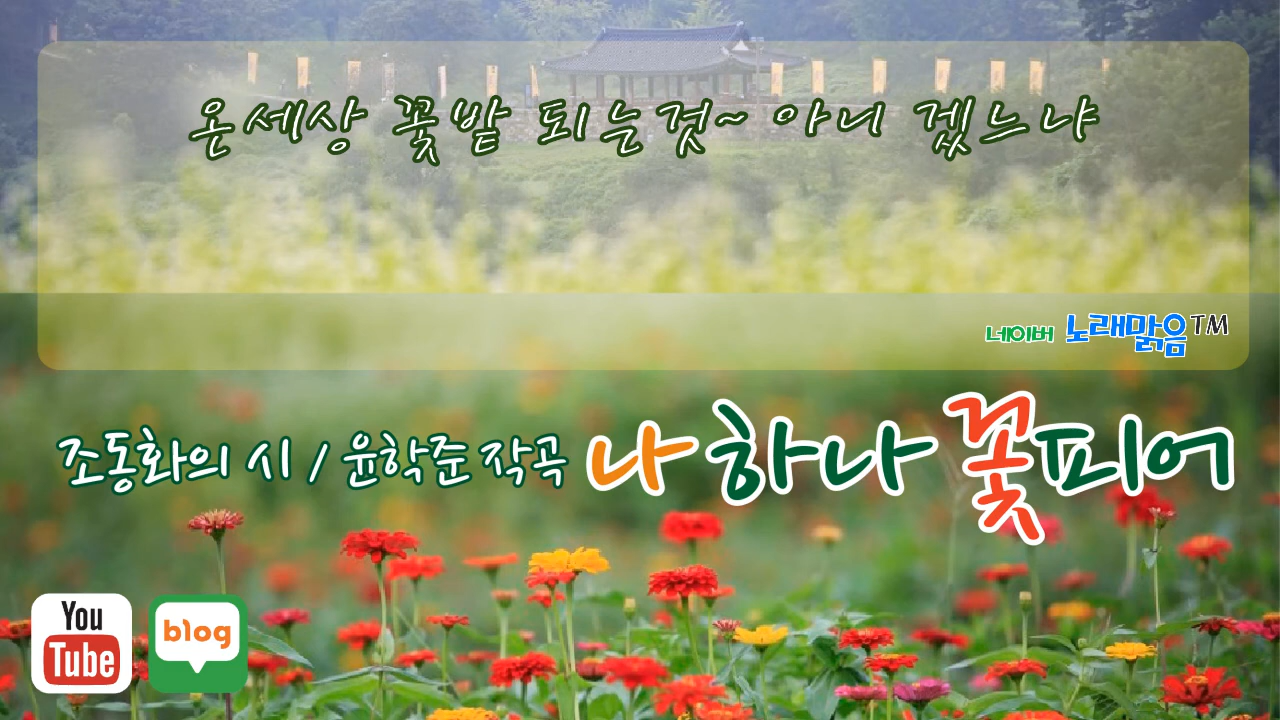 온세상 꽃밭 되는것~ 아니 겠느냐
네이버 노래맑음™
조동화의 시 / 윤학준 작곡 나 하나 꽃피어
You
Tube
blog